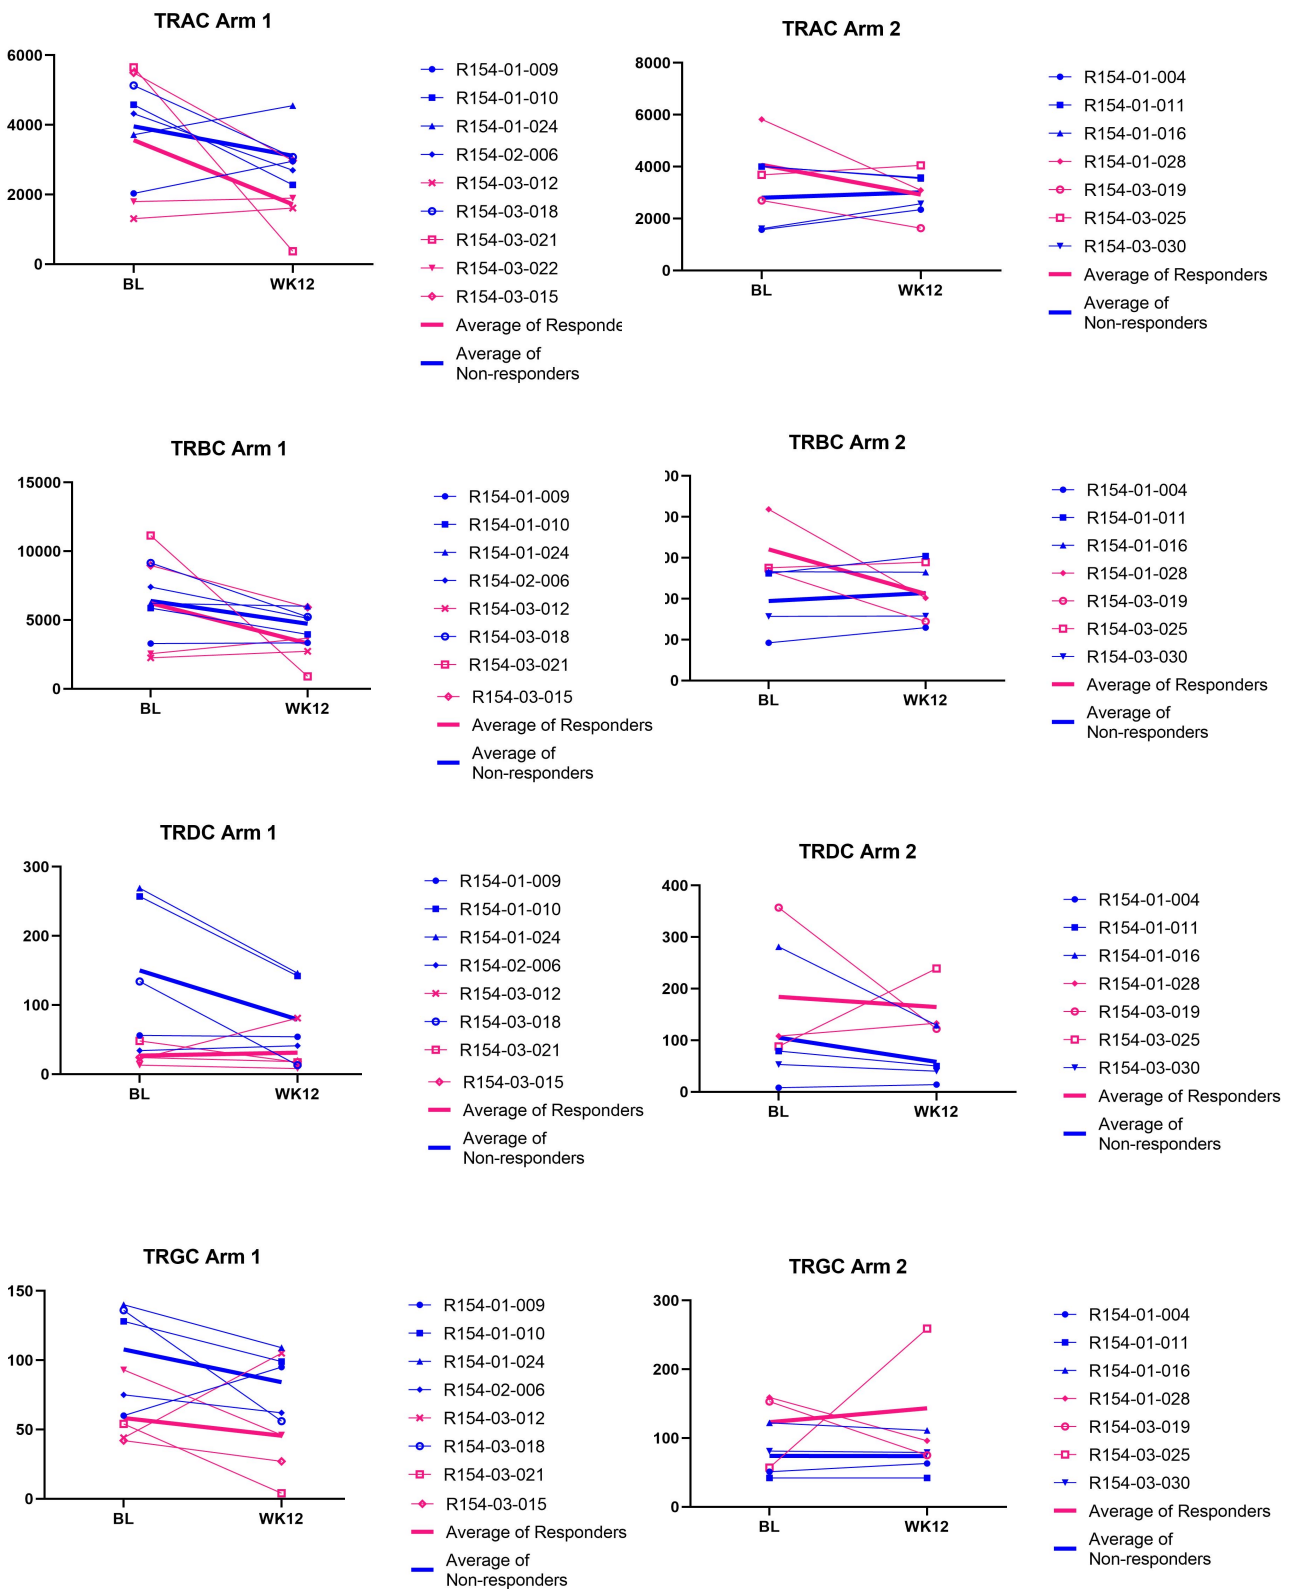 TRAC Arm 1
6000
4000
2000
0
BL
WK12
R154-01-009
R154-01-010
R154-01-024
R154-02-006
R154-03-012
R154-03-018
R154-03-021
R154-03-022
R154-03-015
Average of Responde
Average of
Non-responders
TRAC Arm 2
8000
6000
4000
2000
0
BL
WK12
R154-01-004
R154-01-011
R154-01-016
R154-01-028
R154-03-019
R154-03-025
R154-03-030
Average of Responders
Average of
Non-responders
TRBC Arm 1
15000
10000
5000
0
BL
WK12
R154-01-009
R154-01-010
R154-01-024
R154-02-006
R154-03-012
R154-03-018
R154-03-021
R154-03-015
Average of Responders
Average of
Non-responders
TRBC Arm 2
00
00
00
00
00
0
BL
WK12
R154-01-004
R154-01-011
R154-01-016
R154-01-028
R154-03-019
R154-03-025
R154-03-030
Average of Responders
Average of
Non-responders
TRDC Arm 1
300
200
100
0
BL
WK12
R154-01-009
R154-01-010
R154-01-024
R154-02-006
R154-03-012
R154-03-018
R154-03-021
R154-03-015
Average of Responders
Average of
Non-responders
TRDC Arm 2
400
300
200
100
0
BL
WK12
R154-01-004
R154-01-011
R154-01-016
R154-01-028
R154-03-019
R154-03-025
R154-03-030
Average of Responders
Average of
Non-responders
TRGC Arm 1
150
100
50
0
BL
WK12
R154-01-009
R154-01-010
R154-01-024
R154-02-006
R154-03-012
R154-03-018
R154-03-021
R154-03-015
Average of Responders
Average of
Non-responders
TRGC Arm 2
300
200
100
0
BL
WK12
R154-01-004
R154-01-011
R154-01-016
R154-01-028
R154-03-019
R154-03-025
R154-03-030
Average of Responders
Average of
Non-responders